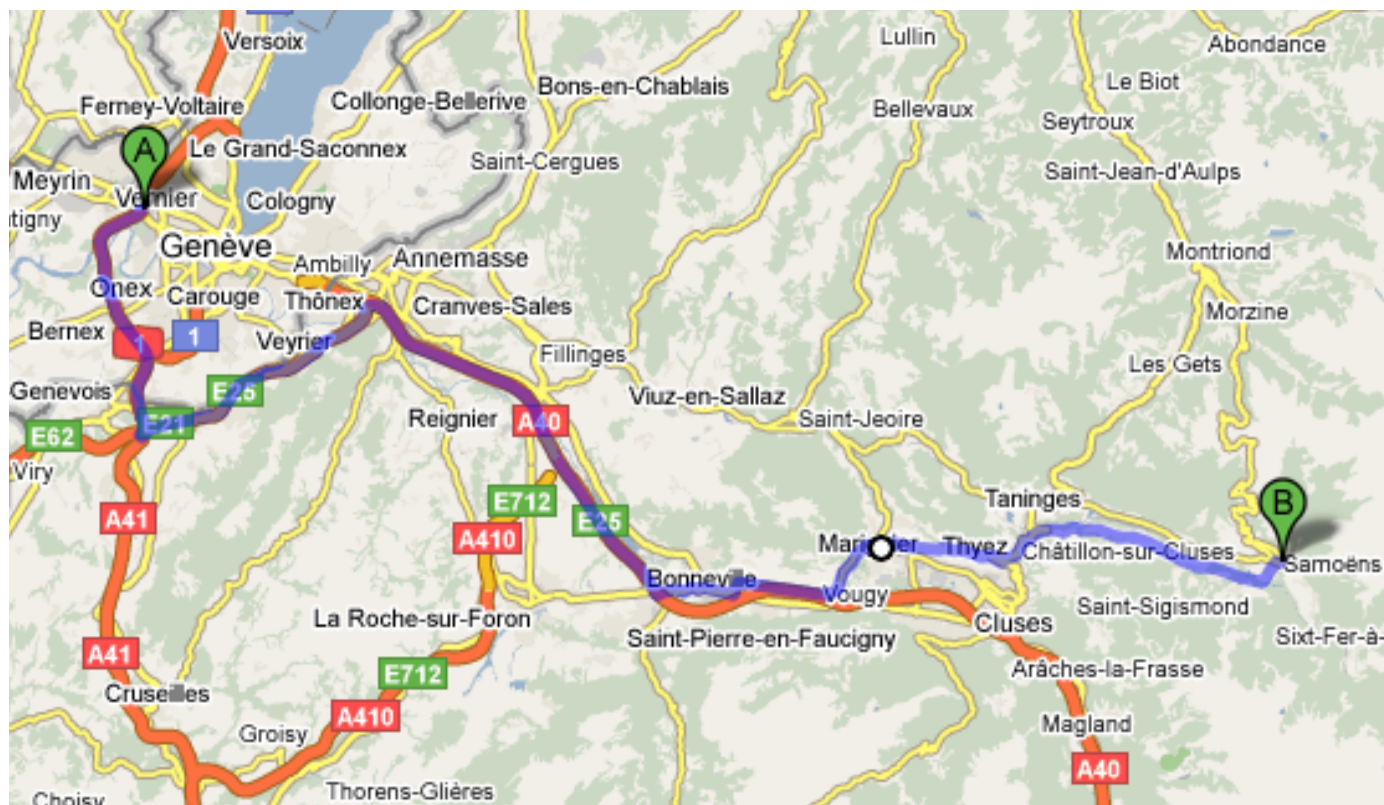 Versoix
Lullin
Abondance
Le Biot
Bons-en-Chablais
Ferney-Voltaire
Collonge-Bellerive
Bellevaux
Seytroux
A
Le Grand-Saconnex
Saint-Cergues
Saint-Jean-d'Aulps
Meyrin
Vernier
Cologny
tigny
Genève
Annemasse
Montriond
Ambilly
Onex
Carouge
Thônex
Cranves-Sales
Morzine
Bernex
1
1
Veyrier
Fillinges
Les Gets
Genevois
E25
Viuz-en-Sallaz
Reignier
A40
Saint-Jeoire
E21
E62
Viry
E712
Taninges
B
A41
E25
A410
Thyez
Châtillon-sur-Cluses
Samoëns
Bonneville
Vougy
Saint-Sigismond
La Roche-sur-Foron
Cluses
Saint-Pierre-en-Faucigny
Sixt-Fer-à-
A41
E712
Arâches-la-Frasse
Cruseilles
A410
Magland
Groisy
A40
Thorens-Glières
Choisy